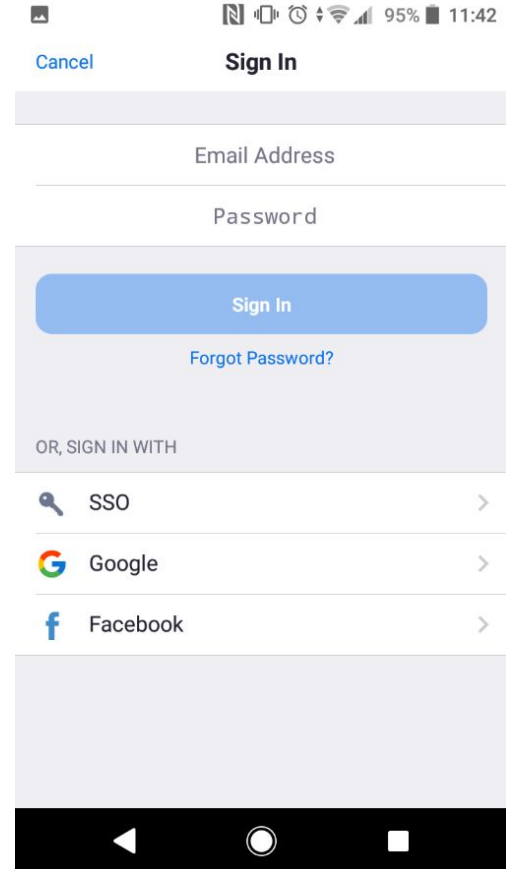 95% 11:42
Cancel Sign In
Email Address
Password
Sign In
Forgot Password?
OR, SIGN IN WITH
SSO
Google
Facebook